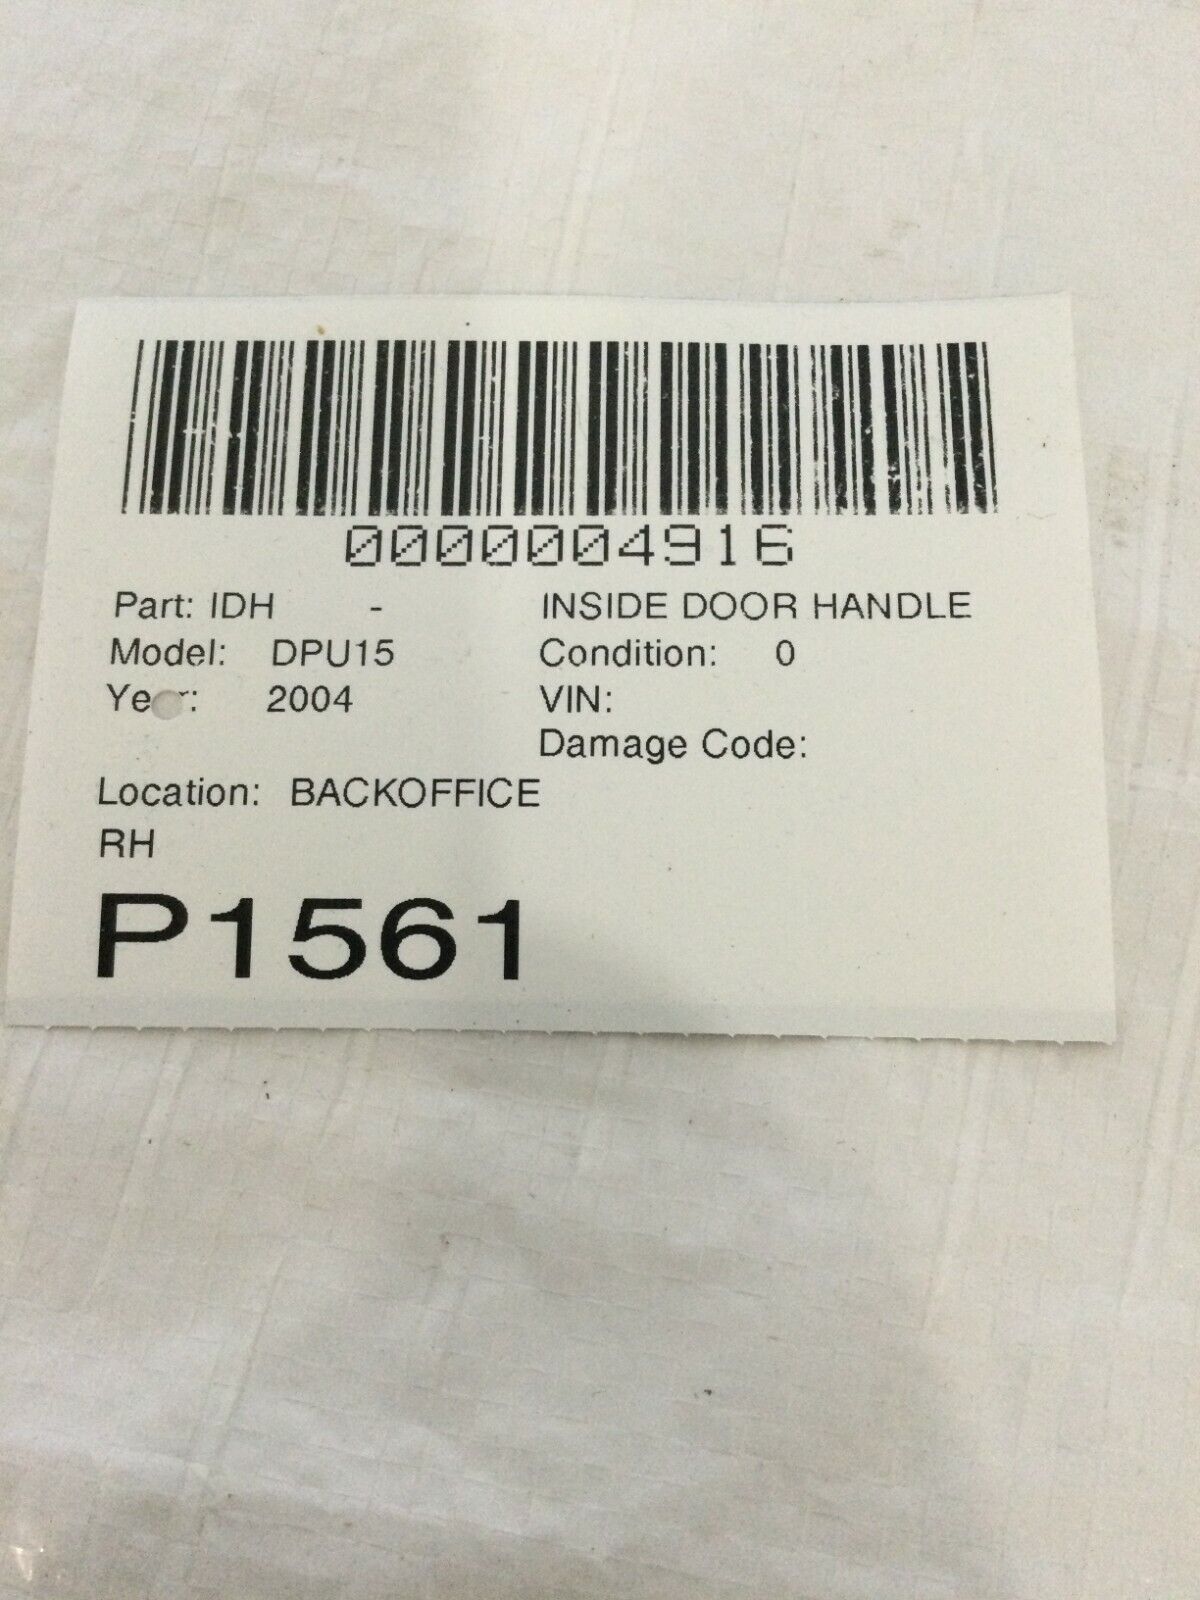 0000004916
Part: IDH - INSIDE DOOR HANDLE
Model: DPU15 Condition: 0
Year: 2004 VIN:
Damage Code:
Location: BACKOFFICE
RH
P1561